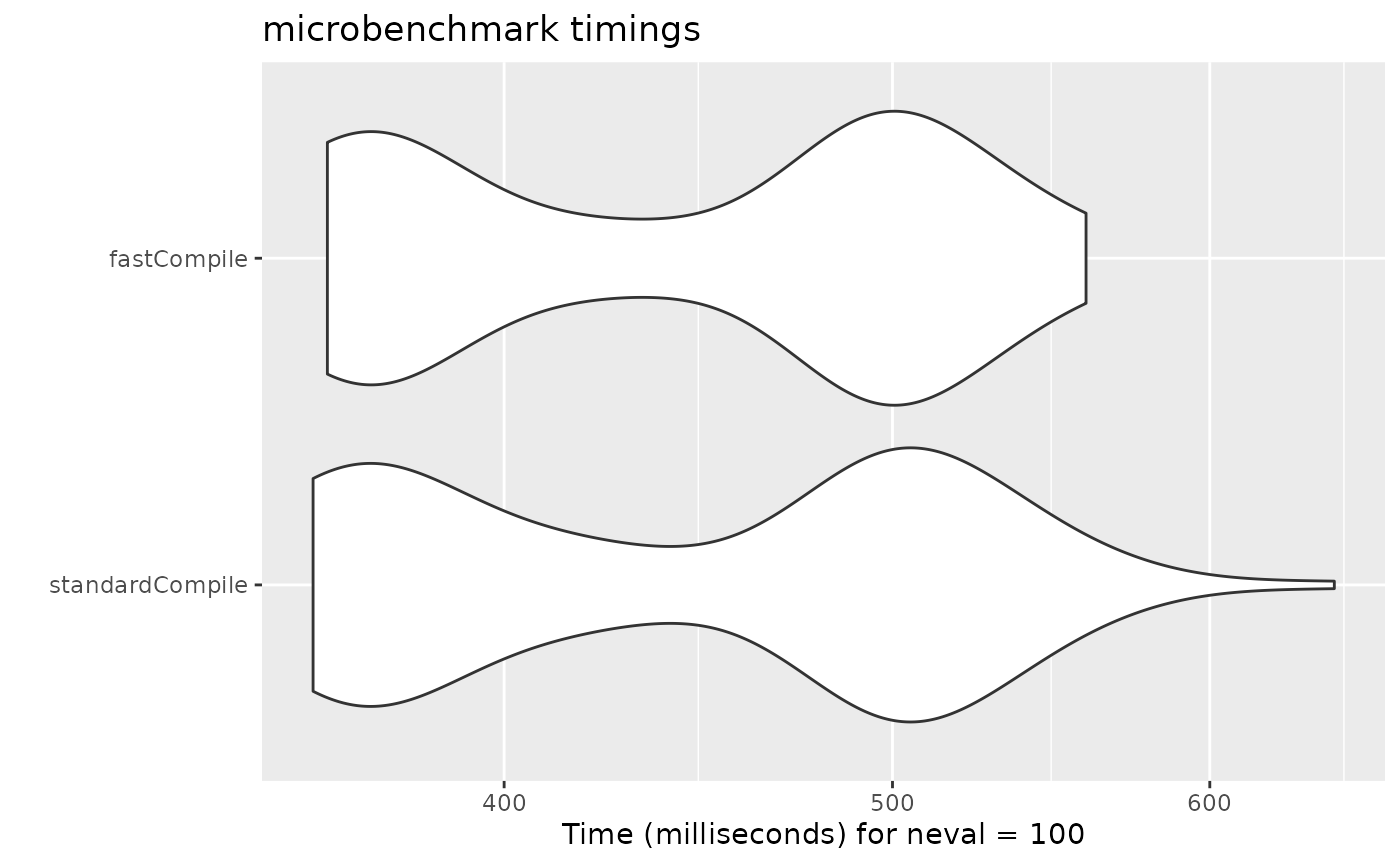 microbenchmark timings
fastCompile
standardCompile
400 500 600
Time (milliseconds) for neval = 100